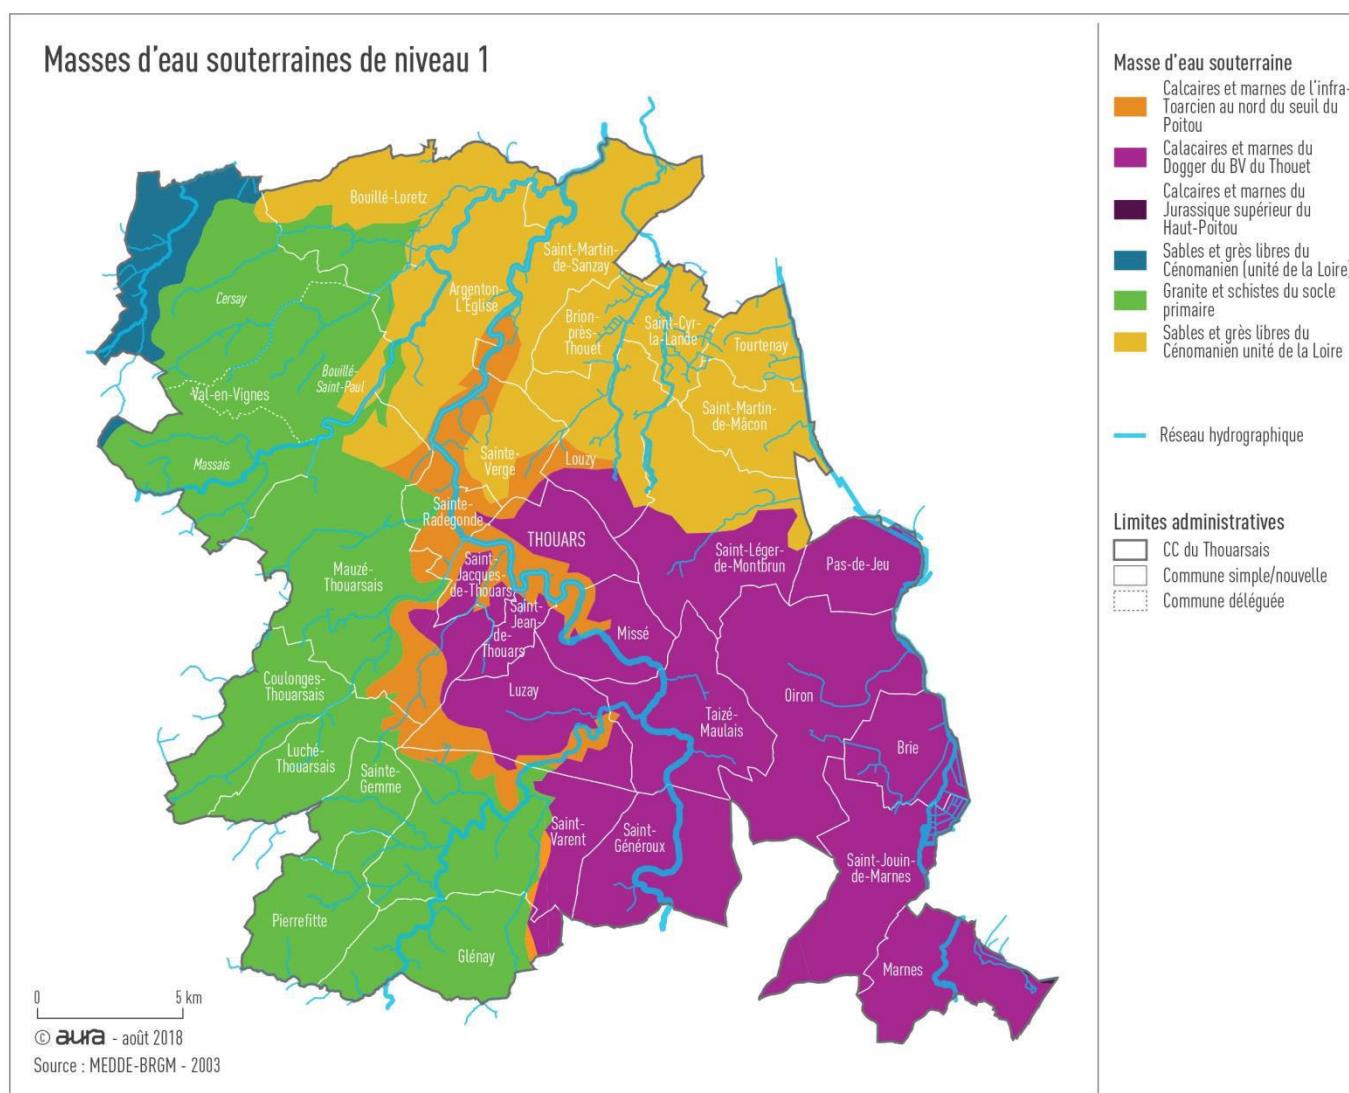 Masses d'eau souterraines de niveau 1
Bouillé-Loretz
Saint-Martin-
de-Sanzay
Argenton-
L'Eglise
Cersay
Brion-
près-
Thouet
Saint-Cyr-
la-Lande
Tourtenay
Bouillé-
Saint-Paul
Val-en-Vignes
Saint-Martin-
de-Mâcon
Massais
Sainte-
Verge
Louzy
Sainte-
Radegonde
THOUARS
Saint-Léger-
de-Montbrun
Pas-de-Jeu
Mauzé-
Thouarsais
Saint-
Jacques-
de-Thouars
Saint-
Jean-
de-
Thouars
Missé
Coulonges-
Thouarsais
Luzay
Oiron
Taizé-
Maulais
Brie
Luché-
Thouarsais
Sainte-
Gemme
Saint-
Varent
Saint-
Généroux
Saint-Jouin-
de-Marnes
Pierrefitte
Glénay
Marnes
0 5 km
© aura - août 2018
Source : MEDDE-BRGM - 2003
Masse d'eau souterraine
Calcaires et marnes de l'infra-
Toarcien au nord du seuil du
Poitou
Calacaires et marnes du
Dogger du BV du Thouet
Calcaires et marnes du
Jurassique supérieur du
Haut-Poitou
Sables et grès libres du
Cénomanien (unité de la Loire)
Granite et schistes du socle
primaire
Sables et grès libres du
Cénomanien unité de la Loire
Réseau hydrographique
Limites administratives
CC du Thouarsais
Commune simple/nouvelle
Commune déléguée